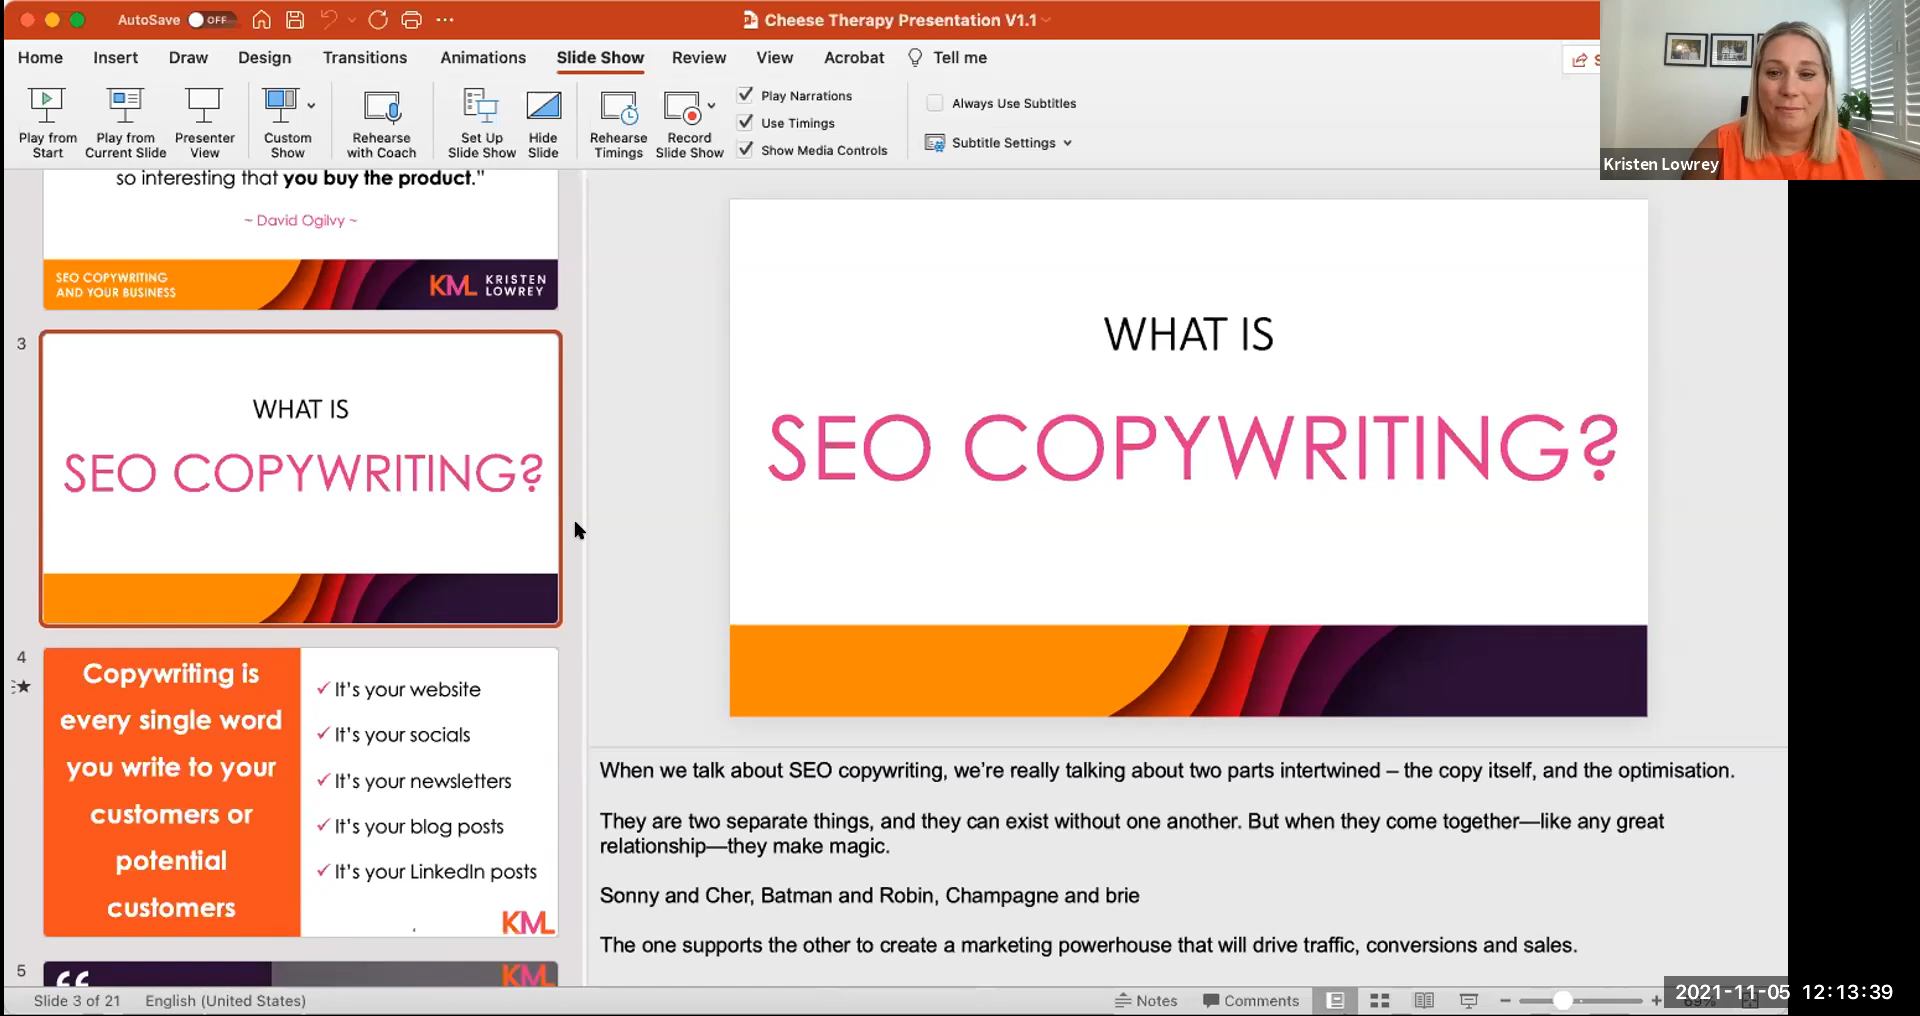 AutoSave OFF
Cheese Therapy Presentation V1.1
Home Insert Draw Design Transitions Animations Slide Show Review View Acrobat Tell me
Play from Start
Play from Current Slide
Presenter View
Custom Show
Rehearse with Coach
Set Up Slide Show
Hide Slide
Rehearse Timings
Record Slide Show
Play Narrations
Use Timings
Show Media Controls
Always Use Subtitles
Subtitle Settings
Kristen Lowrey
so interesting that you buy the product."
~ David Ogilvy ~
SEO COPYWRITING
AND YOUR BUSINESS
KML KRISTEN
LOWREY
3
WHAT IS
SEO COPYWRITING?
4
Copywriting is
every single word
you write to your
customers or
potential
customers
✓ It's your website
✓ It's your socials
✓ It's your newsletters
✓ It's your blog posts
✓ It's your LinkedIn posts
KML
5
“
KML
WHAT IS
SEO COPYWRITING?
When we talk about SEO copywriting, we're really talking about two parts intertwined – the copy itself, and the optimisation.
They are two separate things, and they can exist without one another. But when they come together—like any great
relationship—they make magic.
Sonny and Cher, Batman and Robin, Champagne and brie
The one supports the other to create a marketing powerhouse that will drive traffic, conversions and sales.
Slide 3 of 21 English (United States)
Notes Comments
2021-11-05 12:13:39